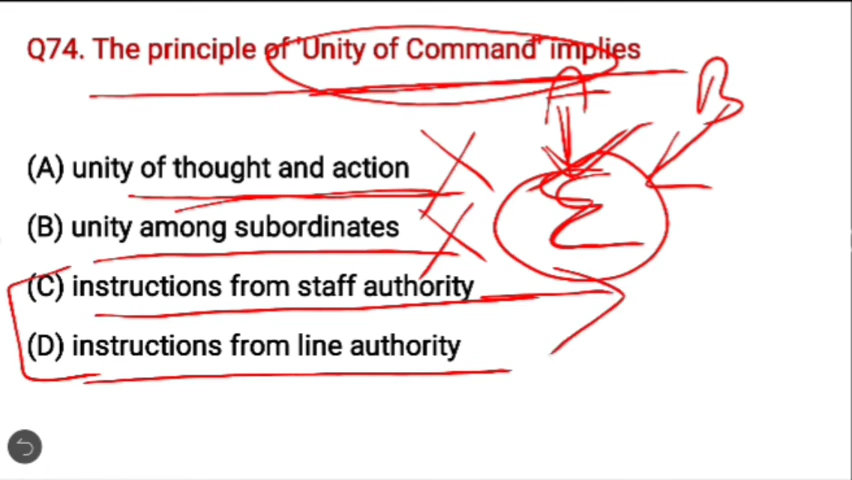 Q74. The principle of 'Unity of Command' implies
A
B
(A) unity of thought and action
(B) unity among subordinates
E
(C) instructions from staff authority
(D) instructions from line authority